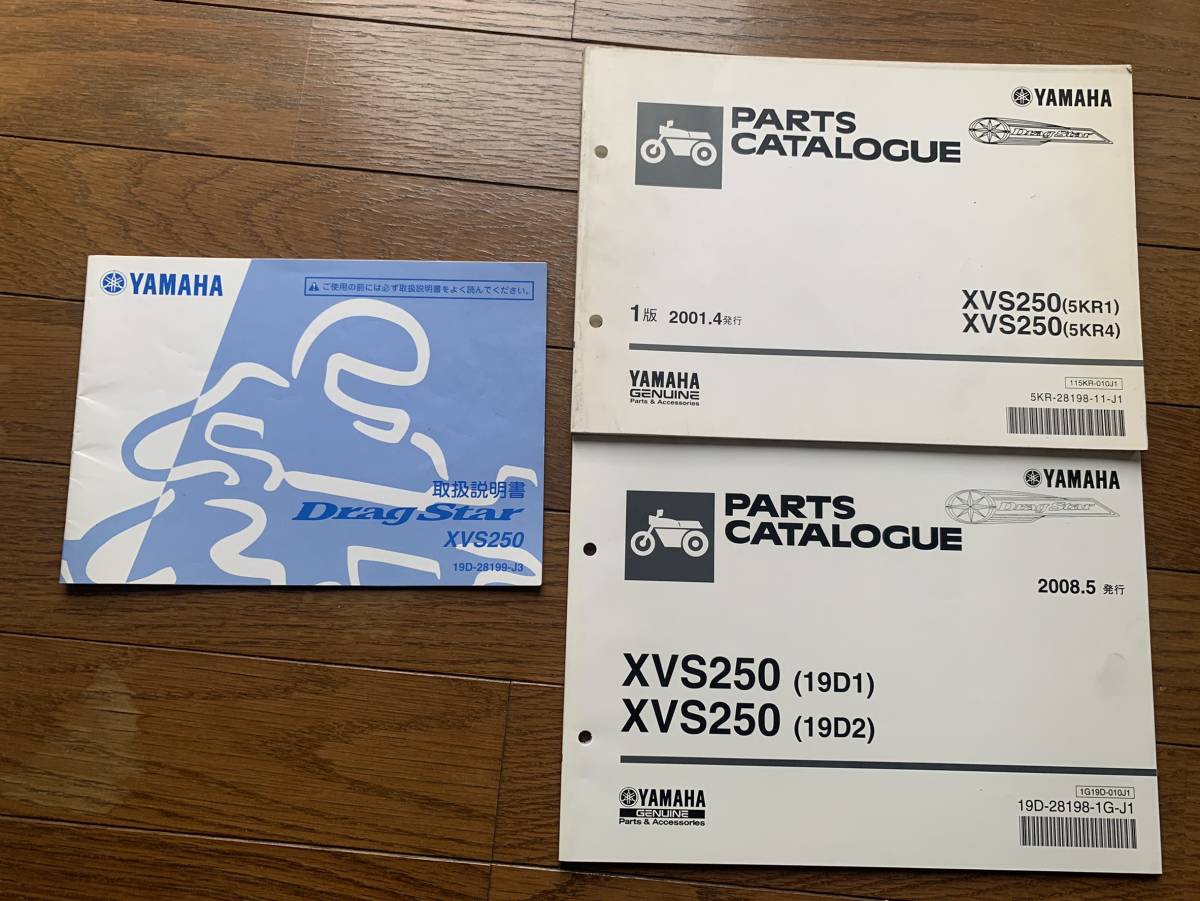 YAMAHA
ご使用の前には必ず取扱説明書をよく読んでください。
取扱説明書
Drag Star
XVS250
19D-28199-J3
YAMAHA
PARTS
CATALOGUE
Drag Star
1版 2001.4発行
XVS250(5KR1)
XVS250(5KR4)
YAMAHA
GENUINE
Parts & Accessories
115KR-010J1
5KR-28198-11-J1
YAMAHA
PARTS
CATALOGUE
Drag Star
2008.5 発行
XVS250 (19D1)
XVS250 (19D2)
YAMAHA
GENUINE
Parts & Accessories
1G19D-010J1
19D-28198-1G-J1